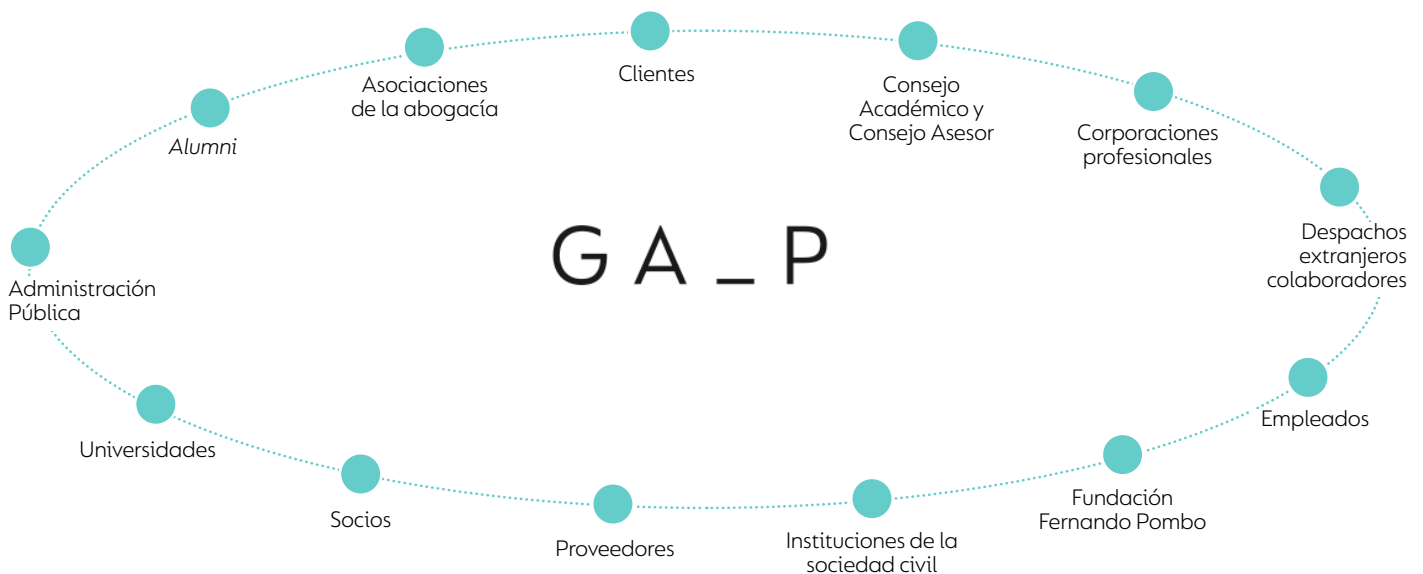 Clientes
Asociaciones
de la abogacía
Consejo
Académico y
Consejo Asesor
Corporaciones
profesionales
Alumni
Despachos
extranjeros
colaboradores
GA_P
Administración
Pública
Empleados
Universidades
Fundación
Fernando Pombo
Socios
Proveedores
Instituciones de la
sociedad civil